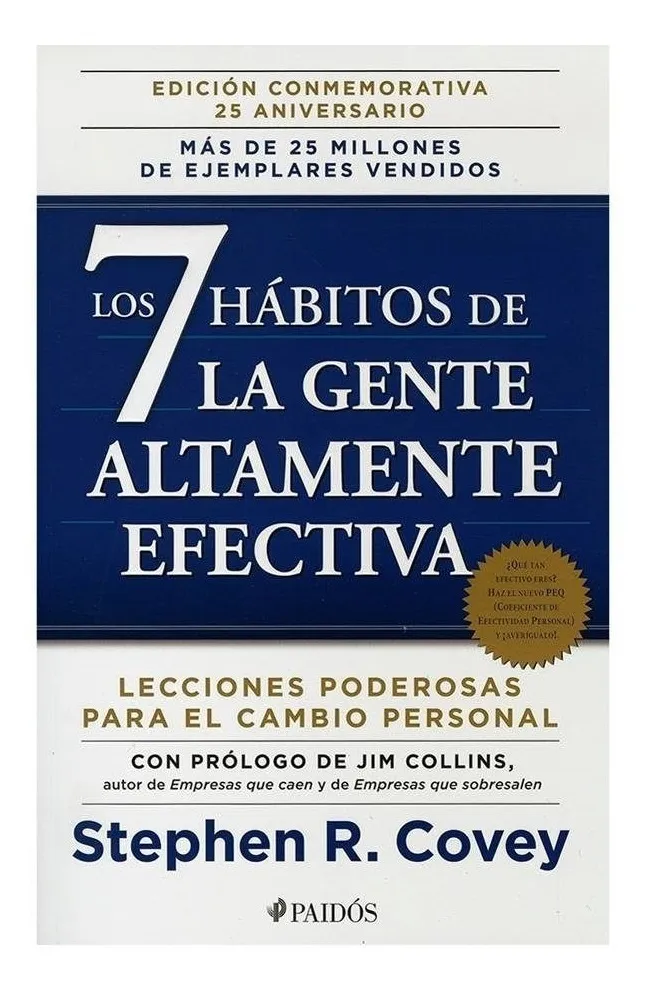 EDICIÓN CONMEMORATIVA
25 ANIVERSARIO
MÁS DE 25 MILLONES
DE EJEMPLARES VENDIDOS
LOS 7 HÁBITOS DE
LA GENTE
ALTAMENTE
EFECTIVA
¿QUÉ TAN
EFECTIVO ERES?
HAZ EL NUEVO PEQ
(COEFICIENTE DE
EFECTIVIDAD PERSONAL)
Y ¡AVERÍGUALO!
LECCIONES PODEROSAS
PARA EL CAMBIO PERSONAL
CON PRÓLOGO DE JIM COLLINS,
autor de Empresas que caen y de Empresas que sobresalen
Stephen R. Covey
PAIDÓS